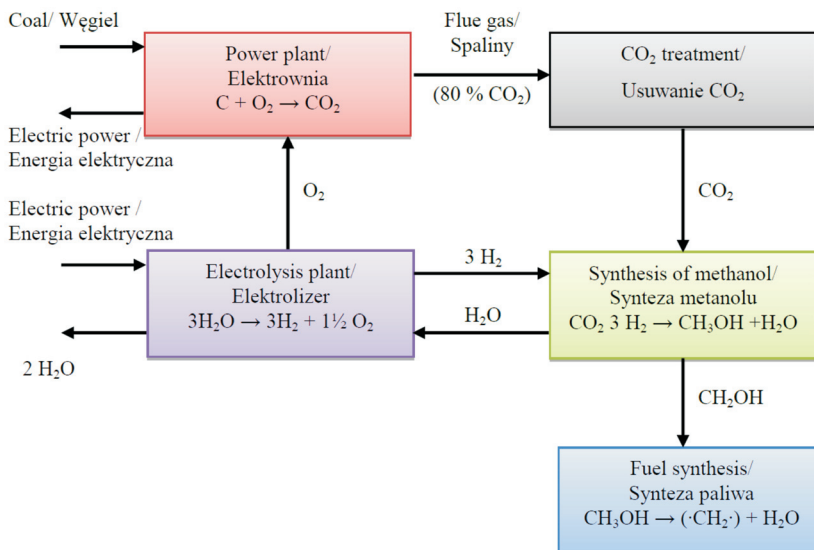 Coal/ Węgiel
Power plant/
Elektrownia
C + O₂ → CO₂
Flue gas/
Spaliny
(80 % CO₂)
CO₂ treatment/
Usuwanie CO₂
Electric power /
Energia elektryczna
O₂
CO₂
Electric power /
Energia elektryczna
Electrolysis plant/
Elektrolizer
3H₂O → 3H₂ + 1½ O₂
3 H₂
H₂O
Synthesis of methanol/
Synteza metanolu
CO₂ 3 H₂ → CH₃OH +H₂O
2 H₂O
CH₂OH
Fuel synthesis/
Synteza paliwa
CH₃OH → (·CH₂·) + H₂O